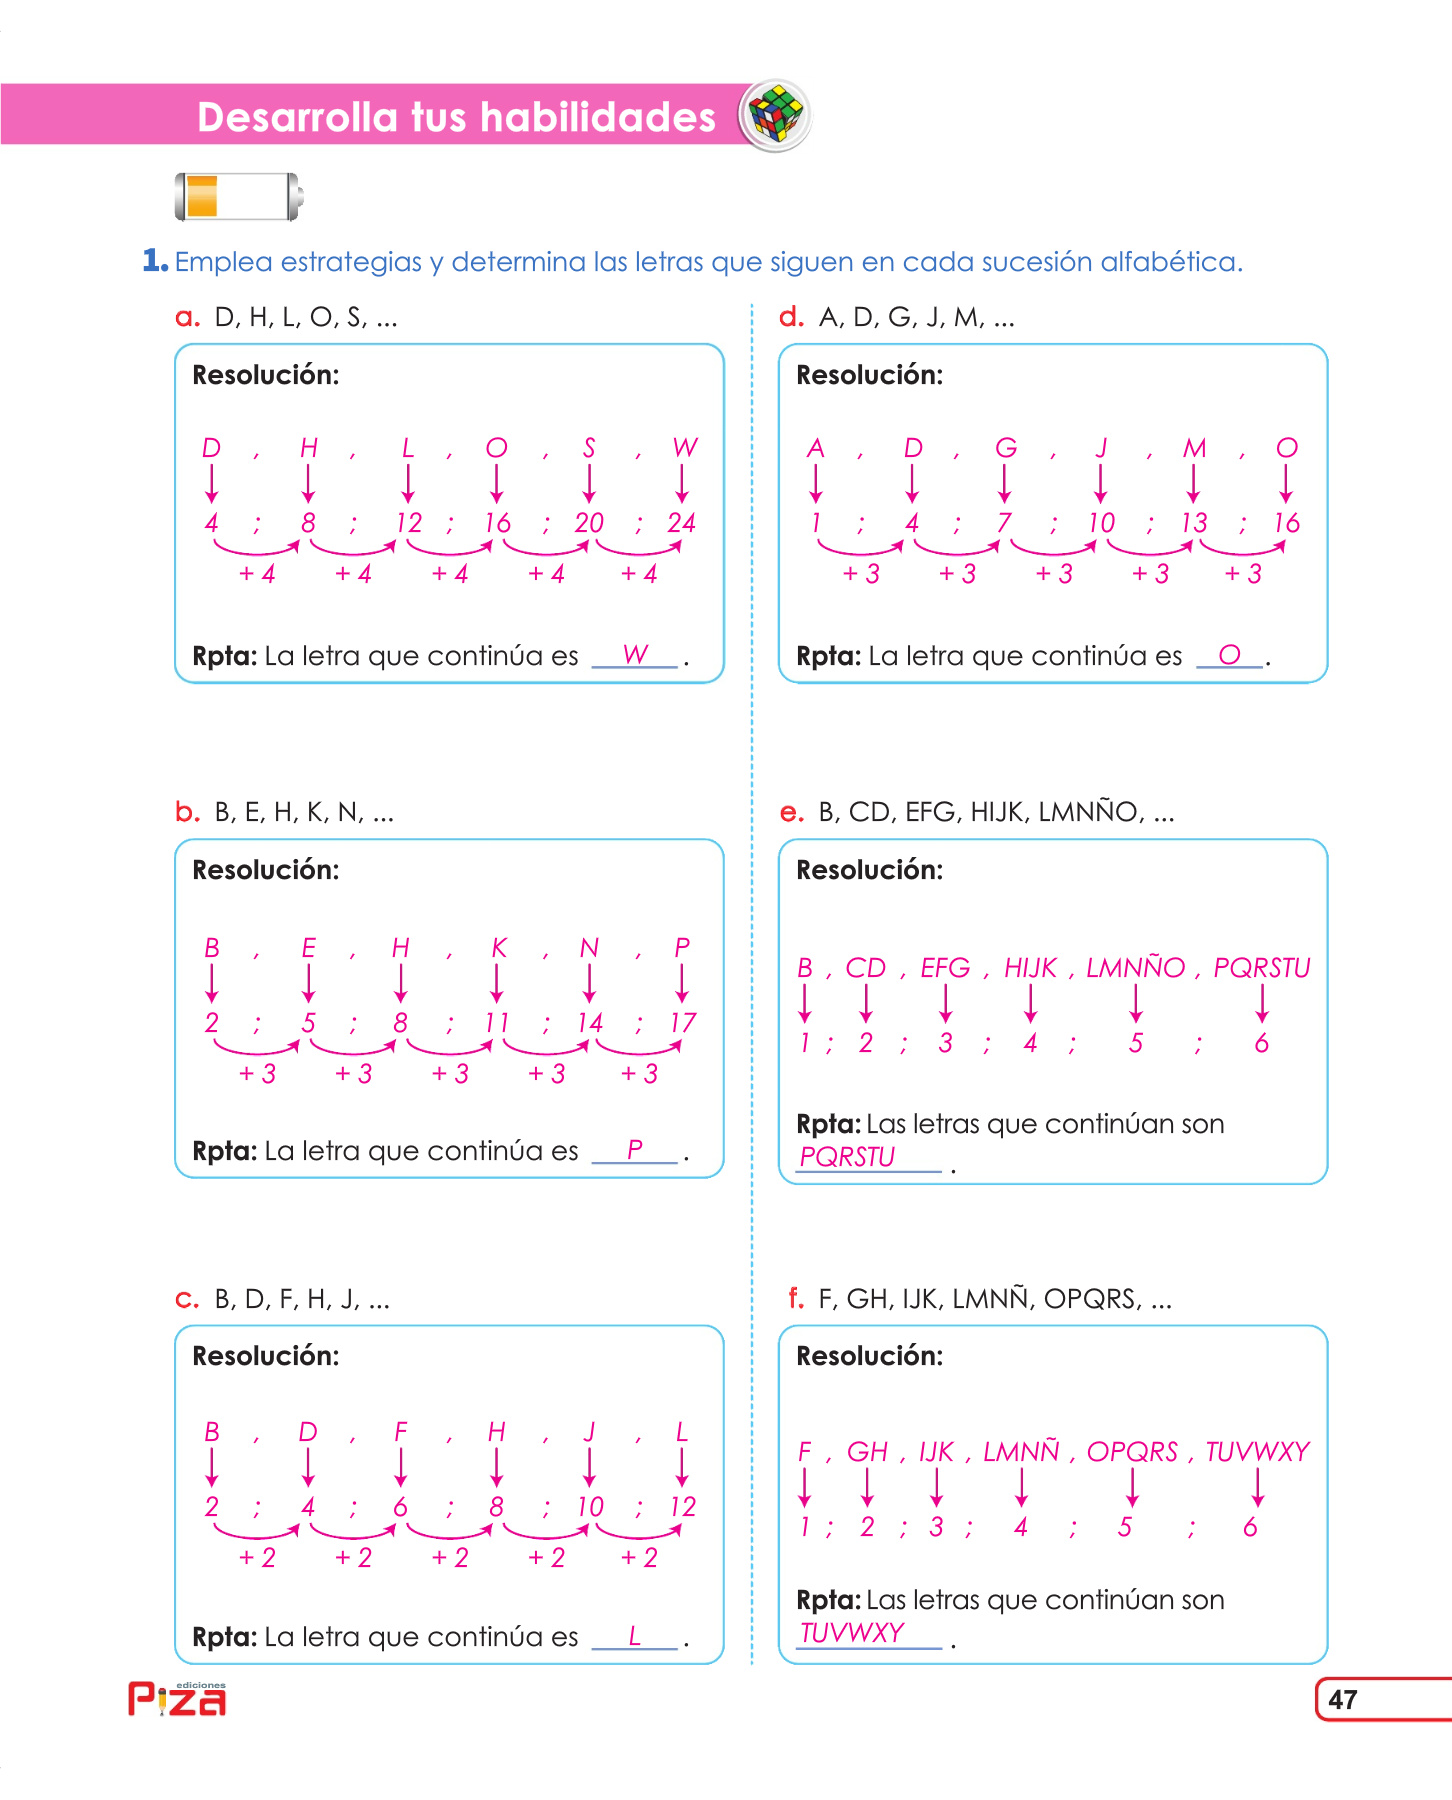 Desarrolla tus habilidades
1. Emplea estrategias y determina las letras que siguen en cada sucesión alfabética.
a. D, H, L, O, S, ...
Resolución:
D , H , L , O , S , W
4 ; 8 ; 12 ; 16 ; 20 ; 24
+ 4 + 4 + 4 + 4 + 4
Rpta: La letra que continúa es W .
b. B, E, H, K, N, ...
Resolución:
B , E , H , K , N , P
2 ; 5 ; 8 ; 11 ; 14 ; 17
+ 3 + 3 + 3 + 3 + 3
Rpta: La letra que continúa es P .
c. B, D, F, H, J, ...
Resolución:
B , D , F , H , J , L
2 ; 4 ; 6 ; 8 ; 10 ; 12
+ 2 + 2 + 2 + 2 + 2
Rpta: La letra que continúa es L .
d. A, D, G, J, M, ...
Resolución:
A , D , G , J , M , O
1 ; 4 ; 7 ; 10 ; 13 ; 16
+ 3 + 3 + 3 + 3 + 3
Rpta: La letra que continúa es O .
e. B, CD, EFG, HIJK, LMNÑO, ...
Resolución:
B , CD , EFG , HIJK , LMNÑO , PQRSTU
1 ; 2 ; 3 ; 4 ; 5 ; 6
Rpta: Las letras que continúan son
PQRSTU .
f. F, GH, IJK, LMNÑ, OPQRS, ...
Resolución:
F , GH , IJK , LMNÑ , OPQRS , TUVWXY
1 ; 2 ; 3 ; 4 ; 5 ; 6
Rpta: Las letras que continúan son
TUVWXY .
ediciones
Piza
47